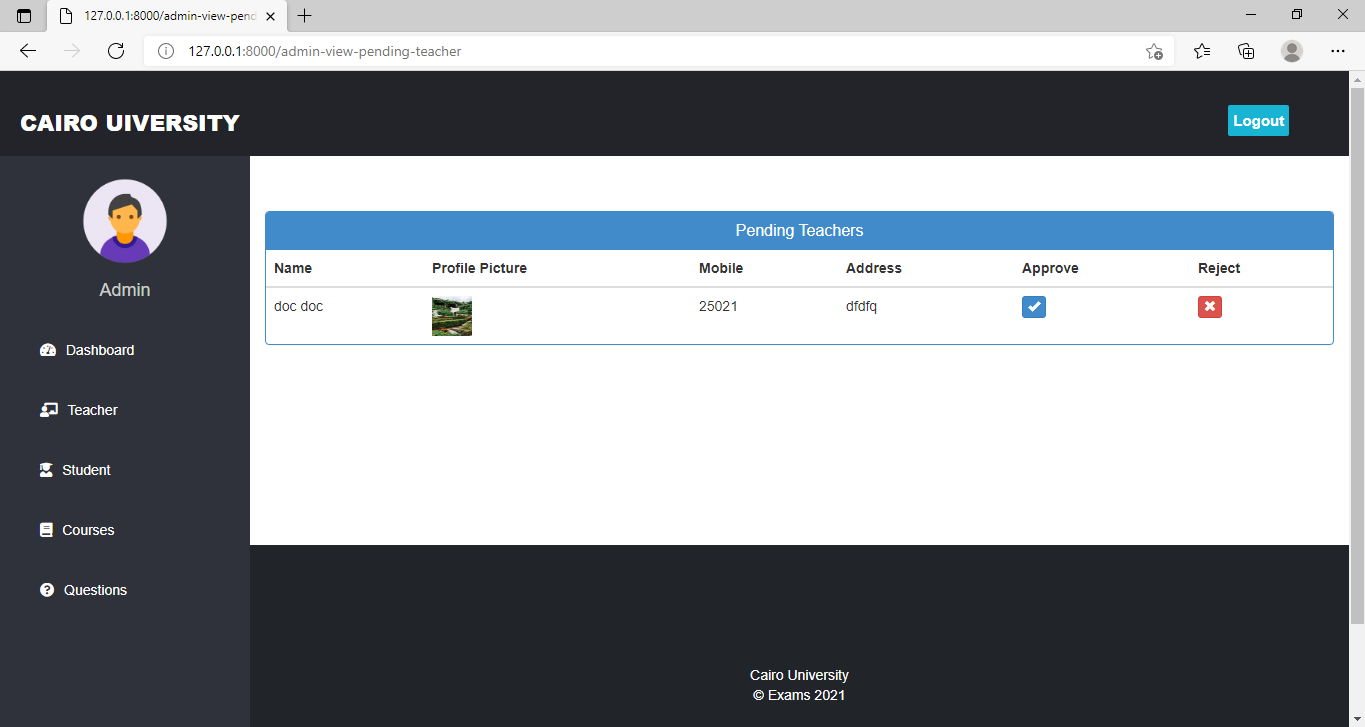 127.0.0.1:8000/admin-view-pend
127.0.0.1:8000/admin-view-pending-teacher
CAIRO UIVERSITY
Logout
Admin
Dashboard
Teacher
Student
Courses
Questions
Pending Teachers
Name Profile Picture Mobile Address Approve Reject
doc doc 25021 dfdfq
Cairo University
© Exams 2021